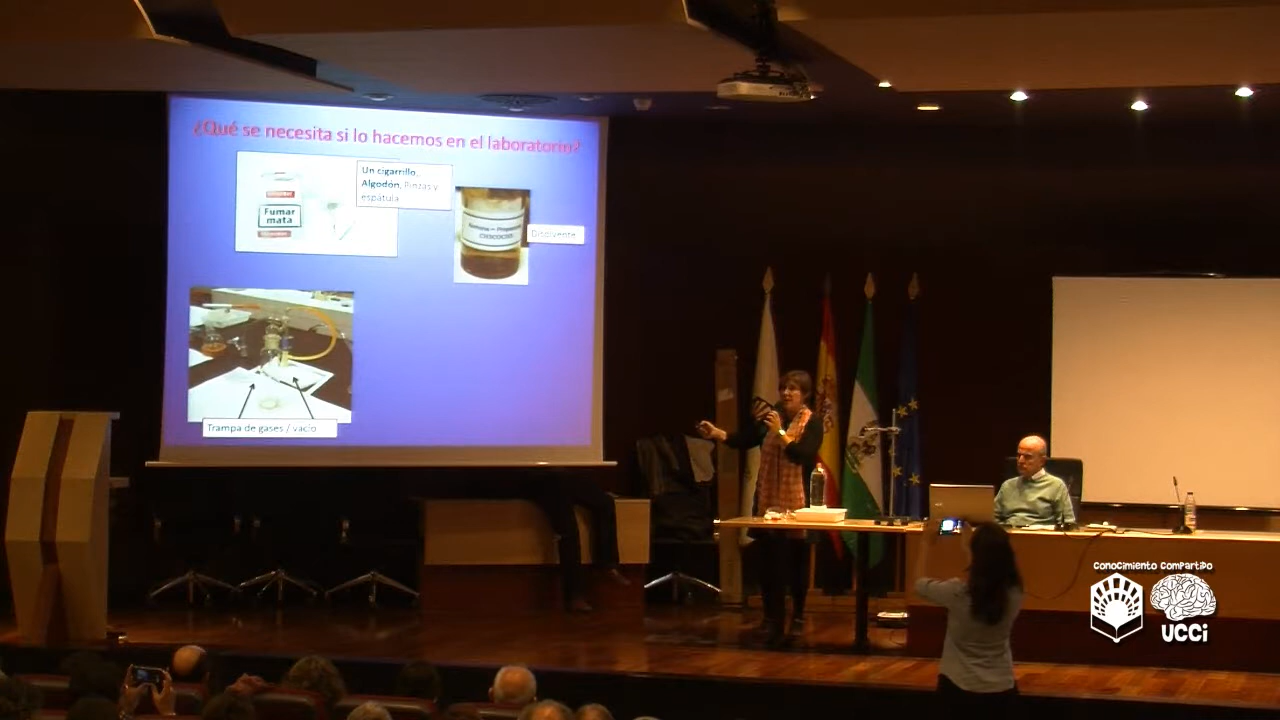 ¿Qué se necesita si lo hacemos en el laboratorio?
Un cigarrillo,
Algodón, Pinzas y
espátula
Fumar
mata
Disolvente
Trampa de gases / vacío
conocimiento compartido
UCCi